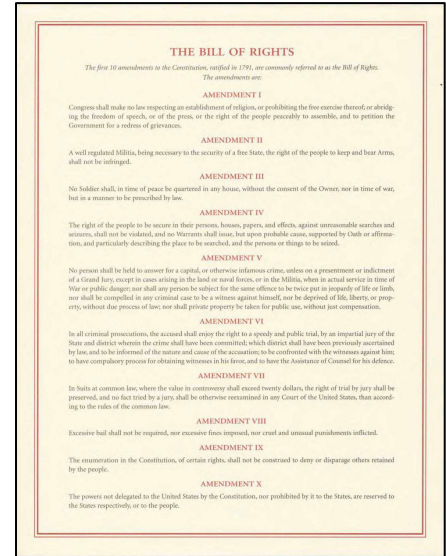 THE BILL OF RIGHTS
The first 10 amendments to the Constitution, ratified in 1791, are commonly referred to as the Bill of Rights.
The amendments are:
AMENDMENT I
Congress shall make no law respecting an establishment of religion, or prohibiting the free exercise thereof; or abridg-
ing the freedom of speech, or of the press, or the right of the people peaceably to assemble, and to petition the
Government for a redress of grievances.
AMENDMENT II
A well regulated Militia, being necessary to the security of a free State, the right of the people to keep and bear Arms,
shall not be infringed.
AMENDMENT III
No Soldier shall, in time of peace be quartered in any house, without the consent of the Owner, nor in time of war,
but in a manner to be prescribed by law.
AMENDMENT IV
The right of the people to be secure in their persons, houses, papers, and effects, against unreasonable searches and
seizures, shall not be violated, and no Warrants shall issue, but upon probable cause, supported by Oath or affirma-
tion, and particularly describing the place to be searched, and the persons or things to be seized.
AMENDMENT V
No person shall be held to answer for a capital, or otherwise infamous crime, unless on a presentment or indictment
of a Grand Jury, except in cases arising in the land or naval forces, or in the Militia, when in actual service in time of
War or public danger; nor shall any person be subject for the same offence to be twice put in jeopardy of life or limb,
nor shall be compelled in any criminal case to be a witness against himself, nor be deprived of life, liberty, or prop-
erty, without due process of law; nor shall private property be taken for public use, without just compensation.
AMENDMENT VI
In all criminal prosecutions, the accused shall enjoy the right to a speedy and public trial, by an impartial jury of the
State and district wherein the crime shall have been committed; which district shall have been previously ascertained
by law, and to be informed of the nature and cause of the accusation; to be confronted with the witnesses against him;
to have compulsory process for obtaining witnesses in his favor, and to have the Assistance of Counsel for his defence.
AMENDMENT VII
In Suits at common law, where the value in controversy shall exceed twenty dollars, the right of trial by jury shall be
preserved, and no fact tried by a jury, shall be otherwise reexamined in any Court of the United States, than accord-
ing to the rules of the common law.
AMENDMENT VIII
Excessive bail shall not be required, nor excessive fines imposed, nor cruel and unusual punishments inflicted.
AMENDMENT IX
The enumeration in the Constitution, of certain rights, shall not be construed to deny or disparage others retained
by the people.
AMENDMENT X
The powers not delegated to the United States by the Constitution, nor prohibited by it to the States, are reserved to
the States respectively, or to the people.